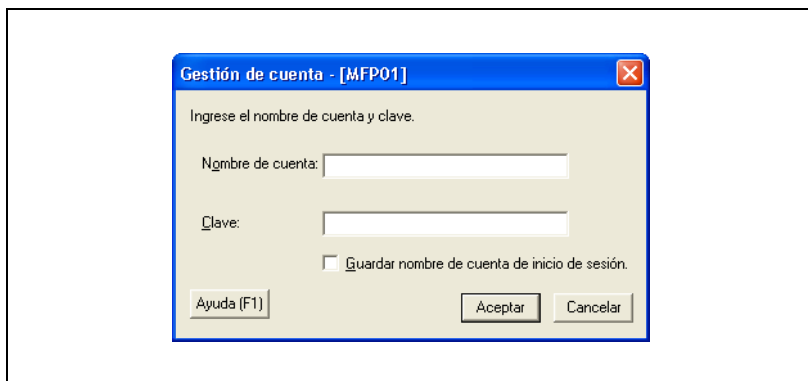 Gestión de cuenta - [MFP01]
Ingrese el nombre de cuenta y clave.
Nombre de cuenta:
Clave:
Guardar nombre de cuenta de inicio de sesión.
Ayuda (F1)
Aceptar
Cancelar